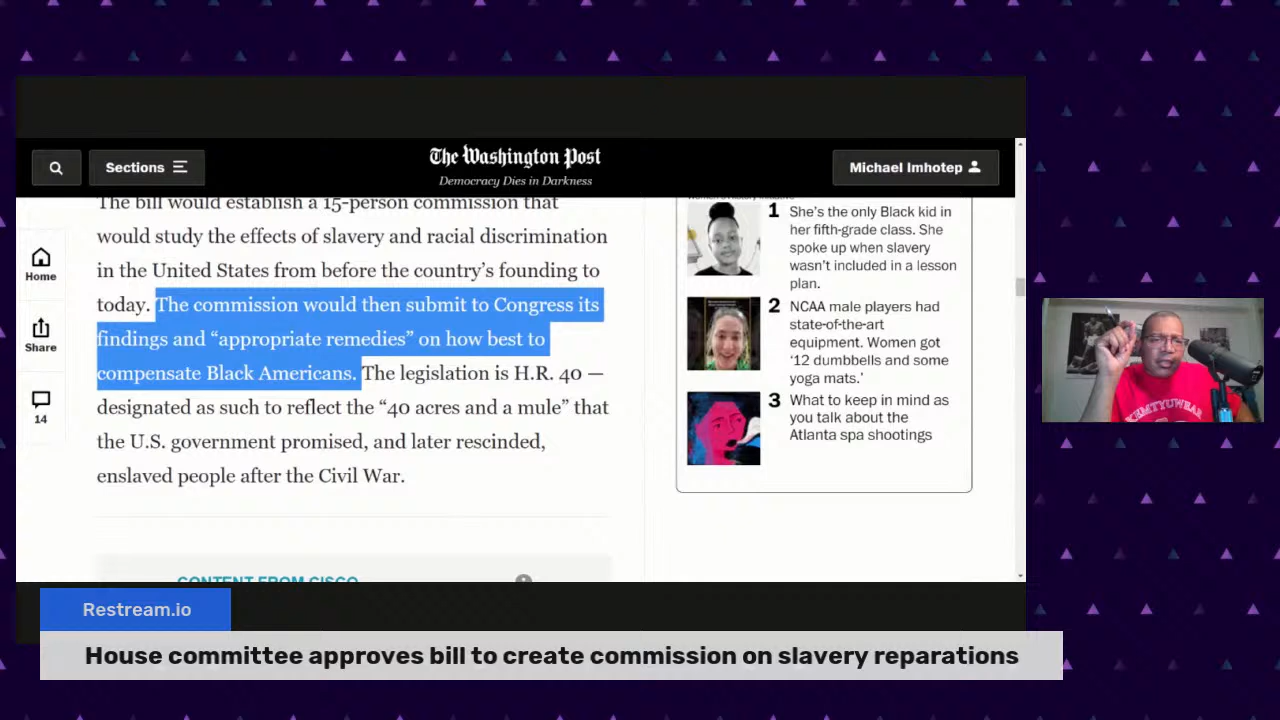 Sections
The Washington Post
Democracy Dies in Darkness
Michael Imhotep
The bill would establish a 15-person commission that
would study the effects of slavery and racial discrimination
in the United States from before the country’s founding to
today. The commission would then submit to Congress its
findings and “appropriate remedies” on how best to
compensate Black Americans. The legislation is H.R. 40 —
designated as such to reflect the “40 acres and a mule” that
the U.S. government promised, and later rescinded,
enslaved people after the Civil War.
Home
Share
14
CONTENT FROM CISCO
1 She’s the only Black kid in
her fifth-grade class. She
spoke up when slavery
wasn’t included in a lesson
plan.
2 NCAA male players had
state-of-the-art
equipment. Women got
‘12 dumbbells and some
yoga mats.’
3 What to keep in mind as
you talk about the
Atlanta spa shootings
KEMTYUWEAR
Restream.io
House committee approves bill to create commission on slavery reparations